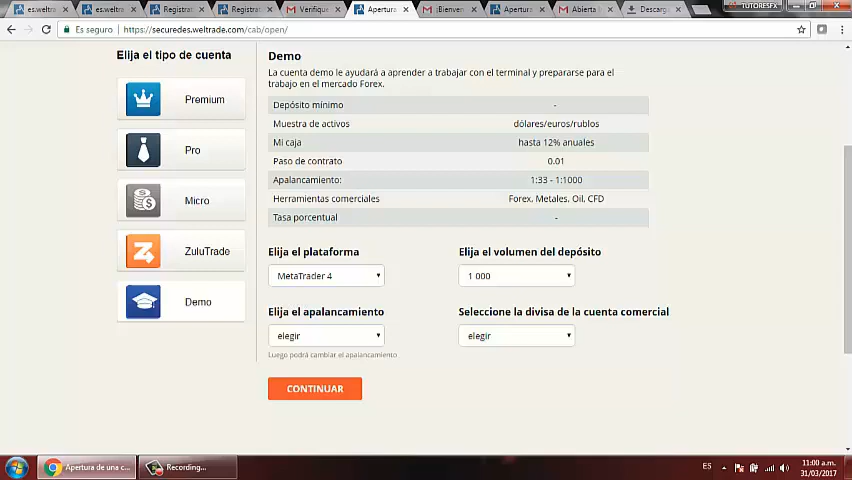 TUTORESFX
es.weltra
es.weltra
Registra
Registra
Verifique
Apertura
¡Bienven
Apertura
Abierta l
Descarg
Es seguro
https://securedes.weltrade.com/cab/open/
Elija el tipo de cuenta
Premium
Pro
Micro
ZuluTrade
Demo
Demo
La cuenta demo le ayudará a aprender a trabajar con el terminal y prepararse para el
trabajo en el mercado Forex.
Depósito mínimo -
Muestra de activos dólares/euros/rublos
Mi caja hasta 12% anuales
Paso de contrato 0.01
Apalancamiento: 1:33 - 1:1000
Herramientas comerciales Forex, Metales, Oil, CFD
Tasa porcentual -
Elija el plataforma
MetaTrader 4
Elija el volumen del depósito
1 000
Elija el apalancamiento
elegir
Luego podrá cambiar el apalancamiento
Seleccione la divisa de la cuenta comercial
elegir
CONTINUAR
Apertura de una c...
Recording...
ES
11:00 a.m.
31/03/2017